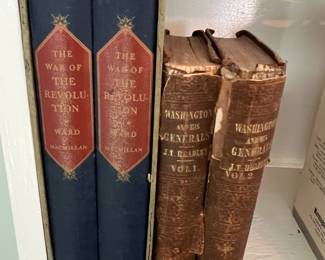 THE
WAR OF
THE
REVOLU-
TION
WARD
MACMILLAN
THE
WAR OF
THE
REVOLU-
TION
WARD
MACMILLAN
WASHINGTON
AND HIS
GENERALS
J.T. HEADLEY
VOL.1.
WASHINGTON
AND HIS
GENERALS
J.T. HEADLEY
VOL 2.